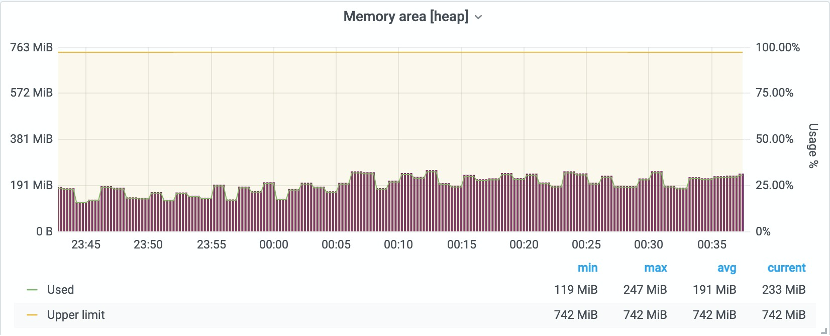 Memory area [heap]
763 MiB 100.00%
572 MiB 75.00%
381 MiB 50.00%
191 MiB 25.00%
0 B 0%
Usage %
23:45 23:50 23:55 00:00 00:05 00:10 00:15 00:20 00:25 00:30 00:35
min max avg current
Used 119 MiB 247 MiB 191 MiB 233 MiB
Upper limit 742 MiB 742 MiB 742 MiB 742 MiB